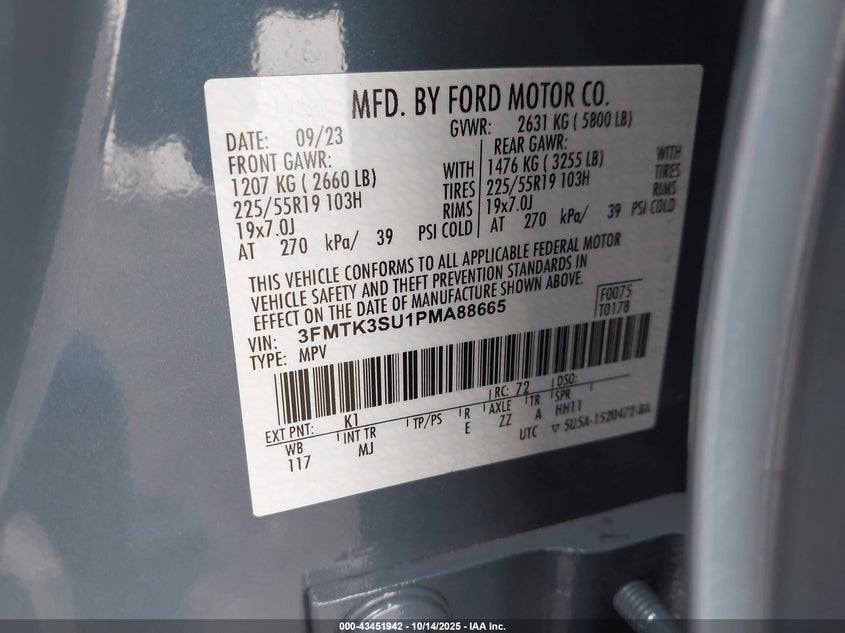 MFD. BY FORD MOTOR CO.
DATE: 09/23 GVWR: 2631 KG ( 5800 LB)
FRONT GAWR: REAR GAWR:
1207 KG ( 2660 LB) WITH 1476 KG ( 3255 LB) WITH
225/55R19 103H TIRES 225/55R19 103H TIRES
19x7.0J RIMS 19x7.0J RIMS
AT 270 kPa/ 39 PSI COLD AT 270 kPa/ 39 PSI COLD
THIS VEHICLE CONFORMS TO ALL APPLICABLE FEDERAL MOTOR
VEHICLE SAFETY AND THEFT PREVENTION STANDARDS IN
EFFECT ON THE DATE OF MANUFACTURE SHOWN ABOVE.
VIN: 3FMTK3SU1PMA88665 F0075
TYPE: MPV T0178
EXT PNT: K1 RC: 72 DSO:
WB INT TR TP/PS R AXLE TR SPR
117 MJ E ZZ A HH11
UTC ▽ 5U5A-1520472-BA
000-43451942 - 10/14/2025 - IAA Inc.